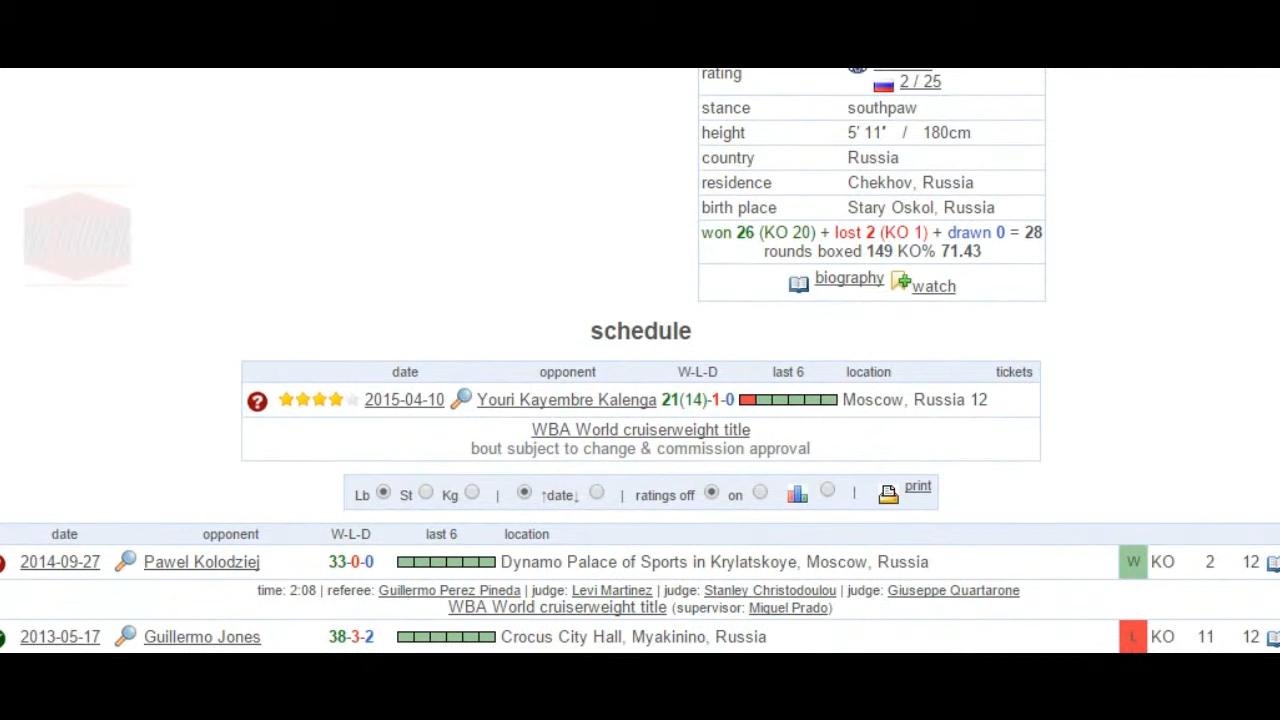 rating
2 / 25
stance southpaw
height 5' 11" / 180cm
country Russia
residence Chekhov, Russia
birth place Stary Oskol, Russia
won 26 (KO 20) + lost 2 (KO 1) + drawn 0 = 28
rounds boxed 149 KO% 71.43
biography watch
schedule
date opponent W-L-D last 6 location tickets
2015-04-10 Youri Kayembre Kalenga 21(14)-1-0 Moscow, Russia 12
WBA World cruiserweight title
bout subject to change & commission approval
Lb St Kg | ↑date↓ | ratings off on | print
date opponent W-L-D last 6 location
2014-09-27 Pawel Kolodziej 33-0-0 Dynamo Palace of Sports in Krylatskoye, Moscow, Russia W KO 2 12
time: 2:08 | referee: Guillermo Perez Pineda | judge: Levi Martinez | judge: Stanley Christodoulou | judge: Giuseppe Quartarone
WBA World cruiserweight title (supervisor: Miguel Prado)
2013-05-17 Guillermo Jones 38-3-2 Crocus City Hall, Myakinino, Russia L KO 11 12